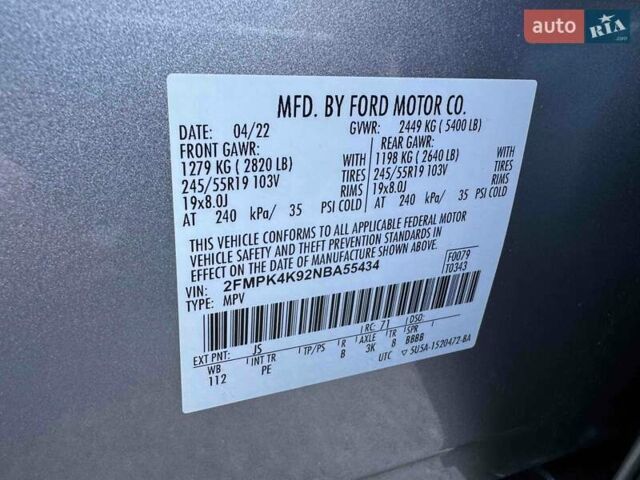 auto RIA.com
MFD. BY FORD MOTOR CO.
DATE: 04/22 GVWR: 2449 KG ( 5400 LB)
FRONT GAWR: REAR GAWR:
1279 KG ( 2820 LB) WITH 1198 KG ( 2640 LB) WITH
245/55R19 103V TIRES 245/55R19 103V TIRES
19x8.0J RIMS 19x8.0J RIMS
AT 240 kPa/ 35 PSI COLD AT 240 kPa/ 35 PSI COLD
THIS VEHICLE CONFORMS TO ALL APPLICABLE FEDERAL MOTOR
VEHICLE SAFETY AND THEFT PREVENTION STANDARDS IN
EFFECT ON THE DATE OF MANUFACTURE SHOWN ABOVE.
VIN: 2FMPK4K92NBA55434 F0079
TYPE: MPV T0343
EXT PNT: JS RC: 71 DSO:
WB INT TR TP/PS R AXLE TR SPR
112 PE B 3K 8 BBBB
UTC 5U5A-1520472-BA